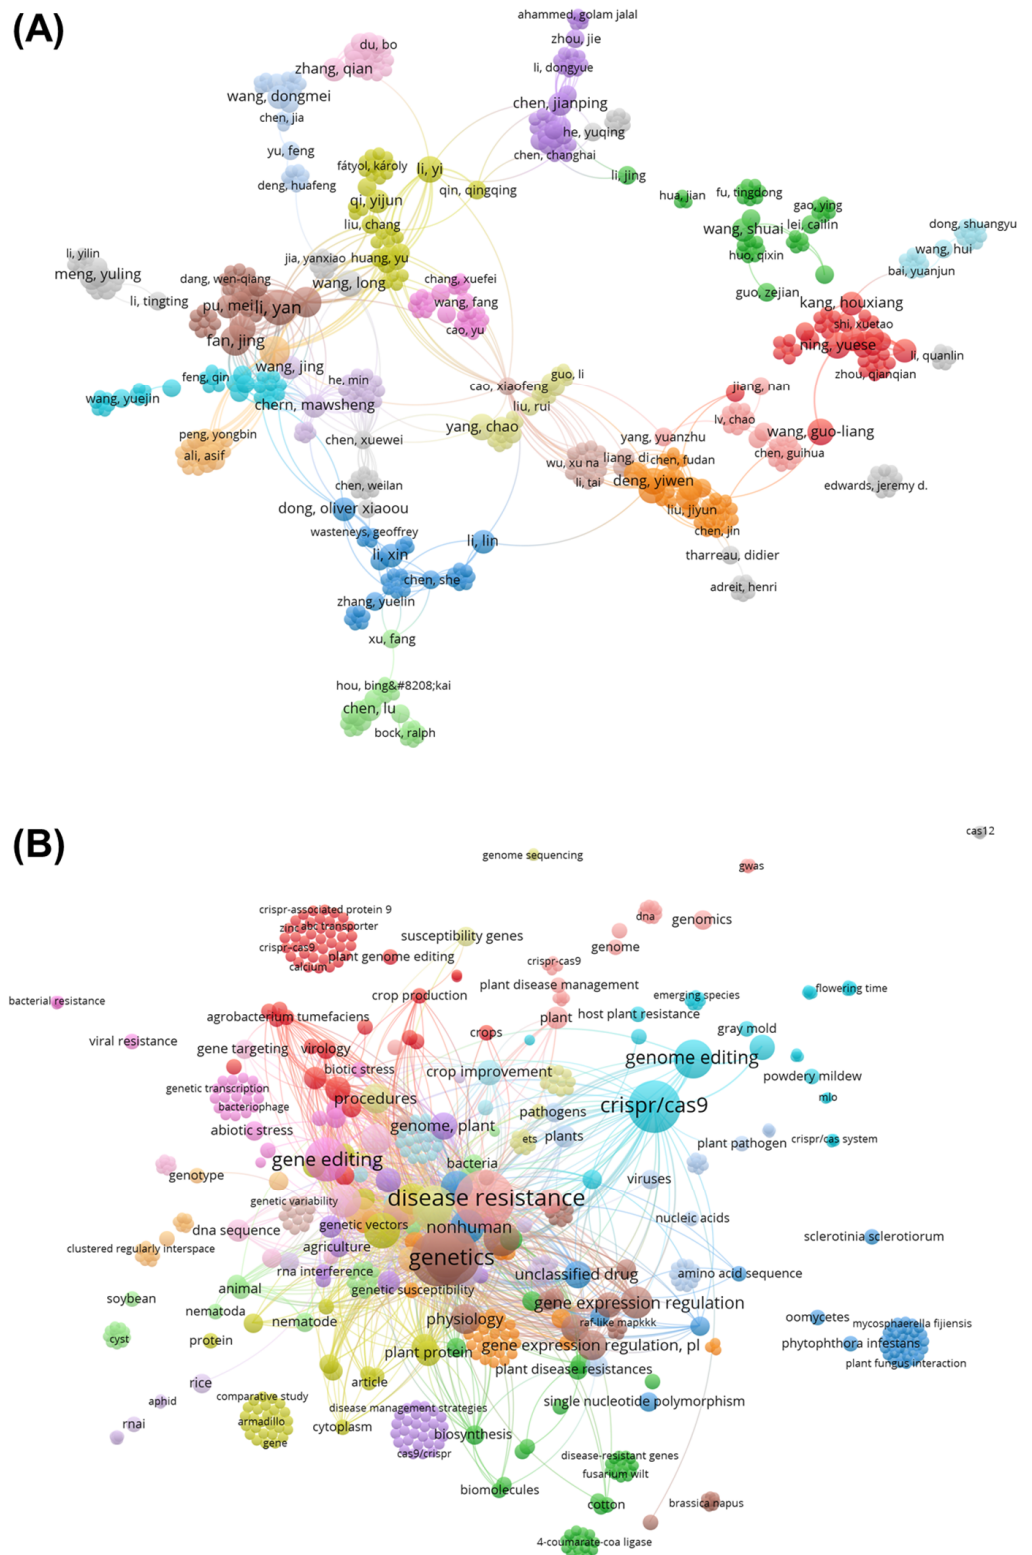 (A)
ahammed, golam jalal
zhou, jie
du, bo
li, dongyue
zhang, qian
wang, dongmei
chen, jianping
chen, jia
he, yuqing
yu, feng
chen, changhai
fátyol, károly
li, yi
li, jing
deng, huafeng
qin, qingqing
hua, jian
fu, tingdong
qi, yijun
gao, ying
liu, chang
wang, shuai
lei, cailin
dong, shuangyu
li, yilin
jia, yanxiao
huang, yu
huo, qixin
wang, hui
meng, yuling
dang, wen-qiang
wang, long
chang, xuefei
bai, yuanjun
li, tingting
pu, mei
li, yan
wang, fang
guo, zejian
kang, houxiang
cao, yu
shi, xuetao
fan, jing
ning, yuese
li, quanlin
wang, jing
zhou, qianqian
feng, qin
he, min
cao, xiaofeng
guo, li
jiang, nan
wang, yuejin
chern, mawsheng
liu, rui
lv, chao
peng, yongbin
chen, xuewei
yang, chao
yang, yuanzhu
wang, guo-liang
ali, asif
liang, di
chen, fudan
chen, guihua
wu, xu na
chen, weilan
li, tai
deng, yiwen
edwards, jeremy d.
dong, oliver xiaoou
liu, jiyun
wasteneys, geoffrey
chen, jin
li, xin
li, lin
tharreau, didier
chen, she
adreit, henri
zhang, yuelin
xu, fang
hou, bing&#8208;kai
chen, lu
bock, ralph
(B)
cas12
genome sequencing
gwas
crispr-associated protein 9
dna
genomics
zinc
abc transporter
susceptibility genes
crispr-cas9
genome
plant genome editing
calcium
crispr-cas9
plant disease management
flowering time
bacterial resistance
crop production
emerging species
agrobacterium tumefaciens
plant
host plant resistance
viral resistance
crops
gray mold
gene targeting
virology
genome editing
biotic stress
crop improvement
powdery mildew
genetic transcription
procedures
mlo
bacteriophage
crispr/cas9
pathogens
abiotic stress
genome, plant
ets
plants
plant pathogen
crispr/cas system
gene editing
bacteria
genotype
viruses
disease resistance
genetic variability
nucleic acids
dna sequence
genetic vectors
nonhuman
sclerotinia sclerotiorum
clustered regularly interspace
agriculture
genetics
rna interference
unclassified drug
amino acid sequence
animal
genetic susceptibility
soybean
gene expression regulation
nematoda
oomycetes
nematode
physiology
raf-like mapkkk
mycosphaerella fijiensis
cyst
protein
gene expression regulation, pl
phytophthora infestans
plant protein
plant fungus interaction
plant disease resistances
rice
article
comparative study
single nucleotide polymorphism
aphid
disease management strategies
armadillo
cytoplasm
rnai
biosynthesis
gene
cas9/crispr
disease-resistant genes
fusarium wilt
biomolecules
cotton
brassica napus
4-coumarate-coa ligase